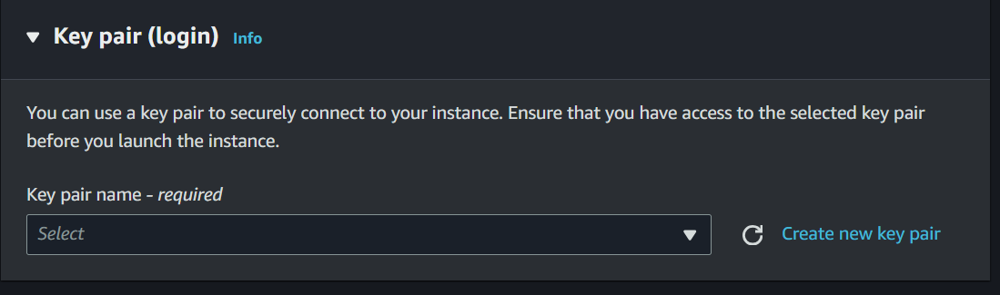 Key pair (login) Info
You can use a key pair to securely connect to your instance. Ensure that you have access to the selected key pair
before you launch the instance.
Key pair name - required
Select
Create new key pair